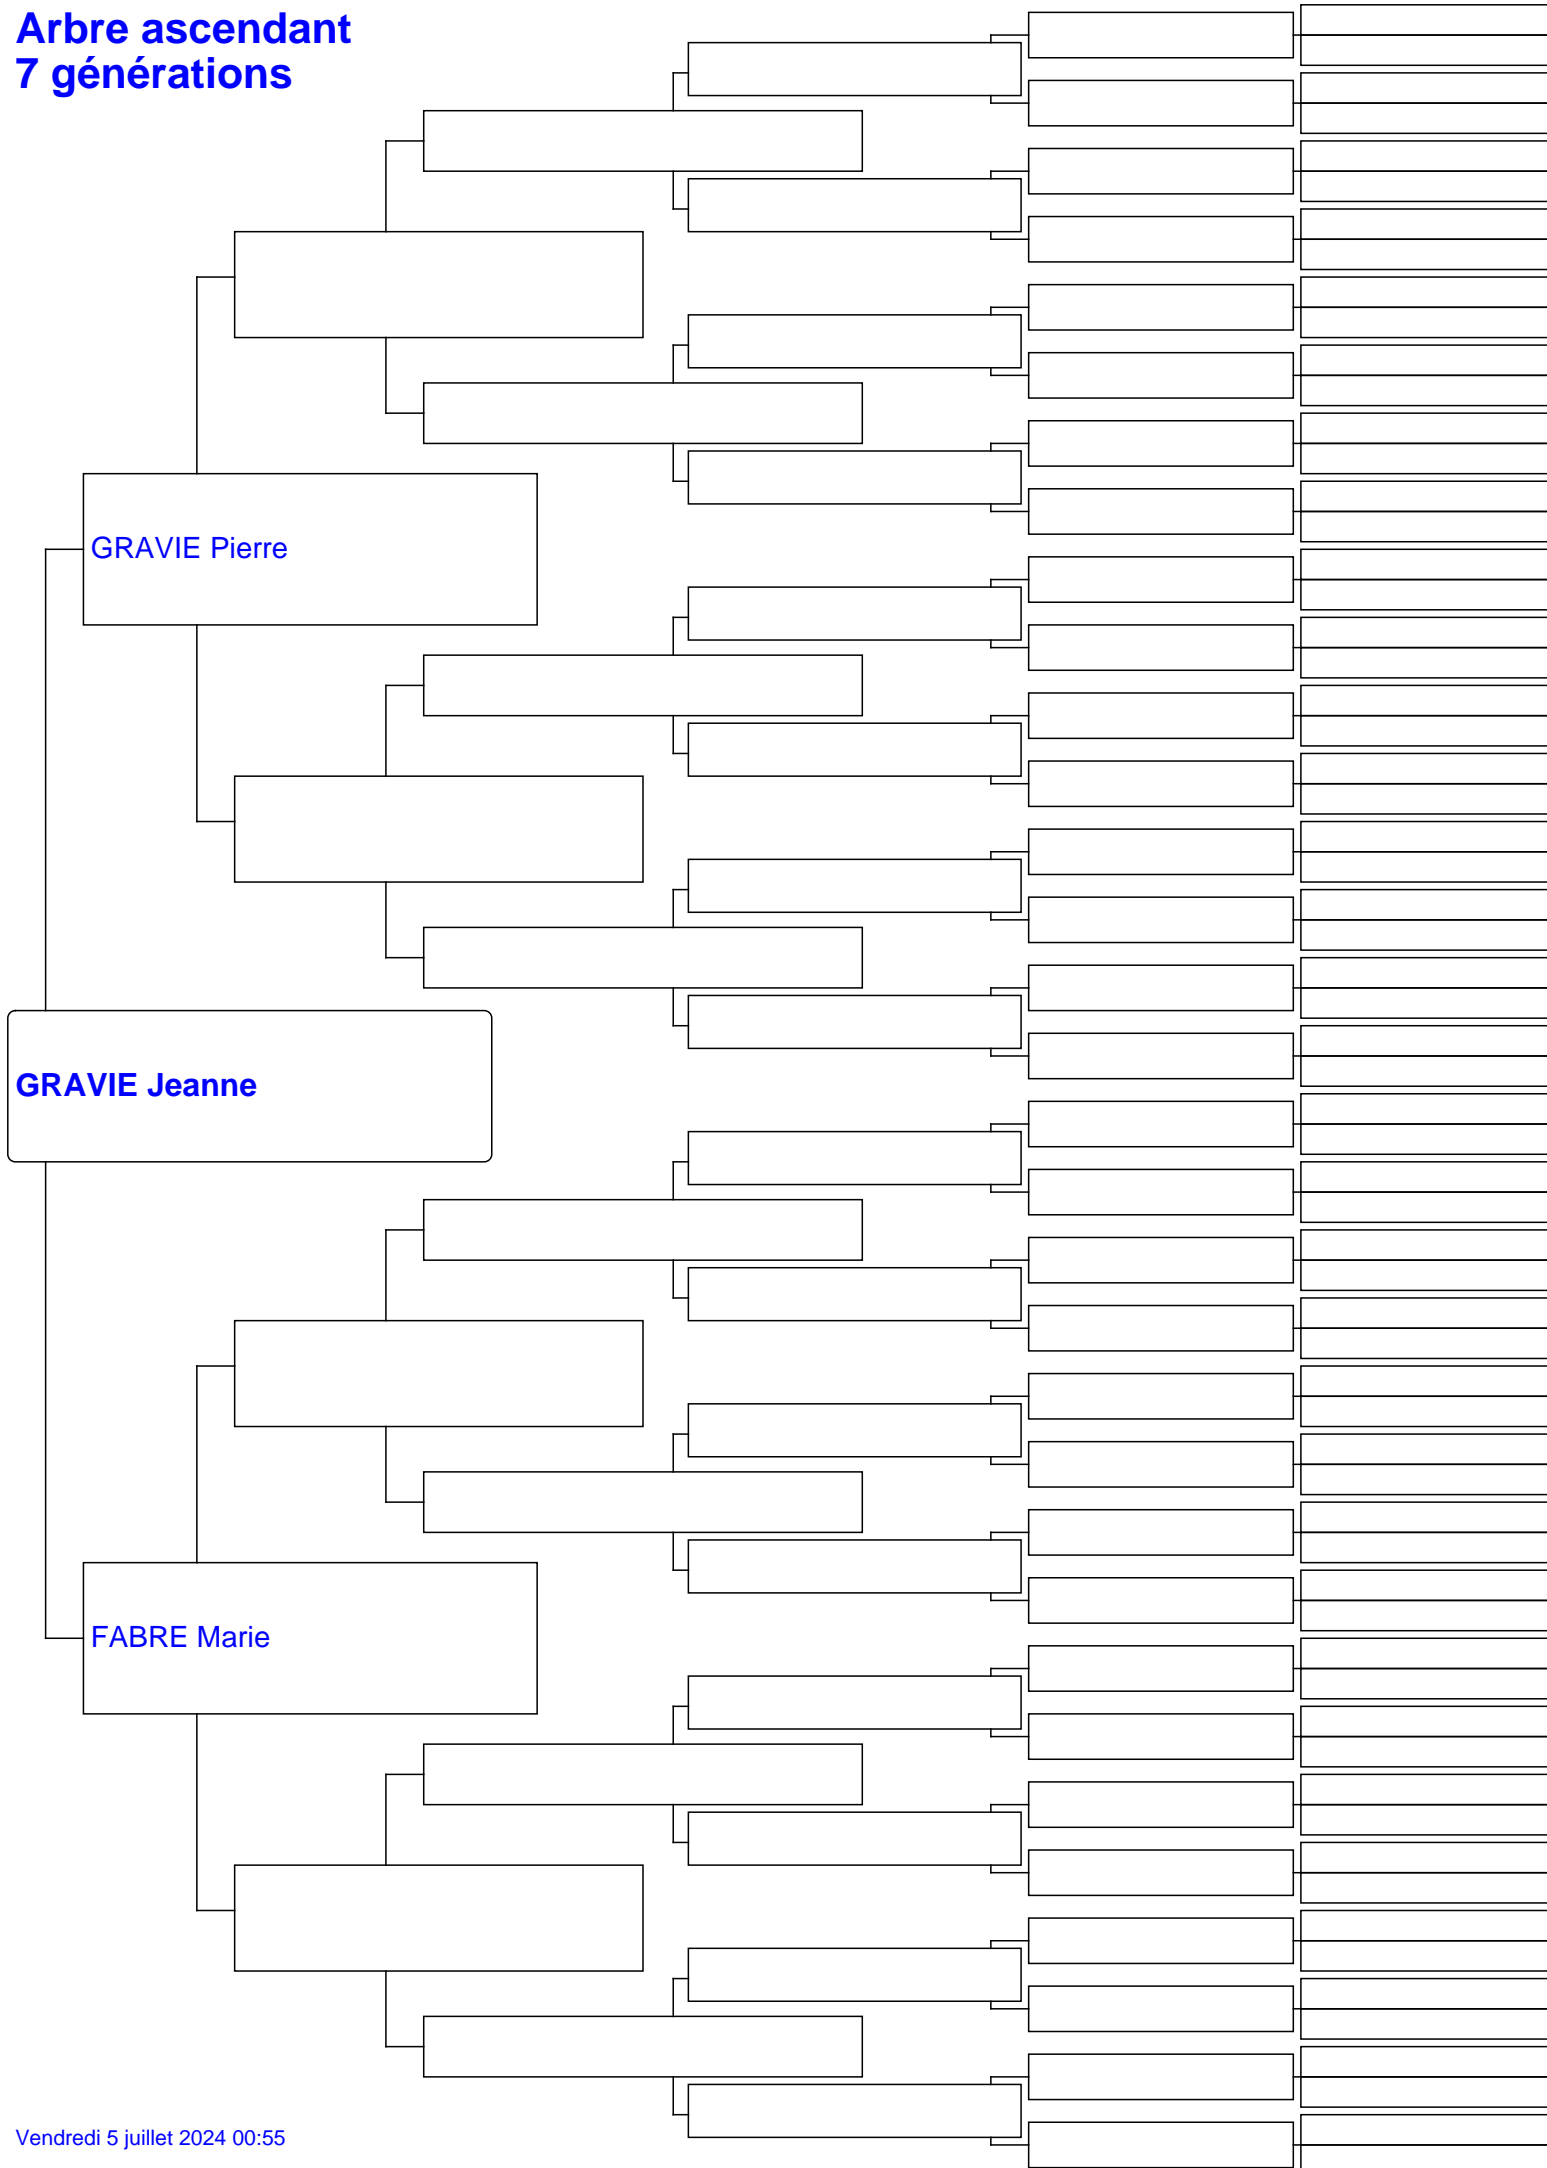 Arbre ascendant
7 générations
GRAVIE Pierre
GRAVIE Jeanne
FABRE Marie
Vendredi 5 juillet 2024 00:55